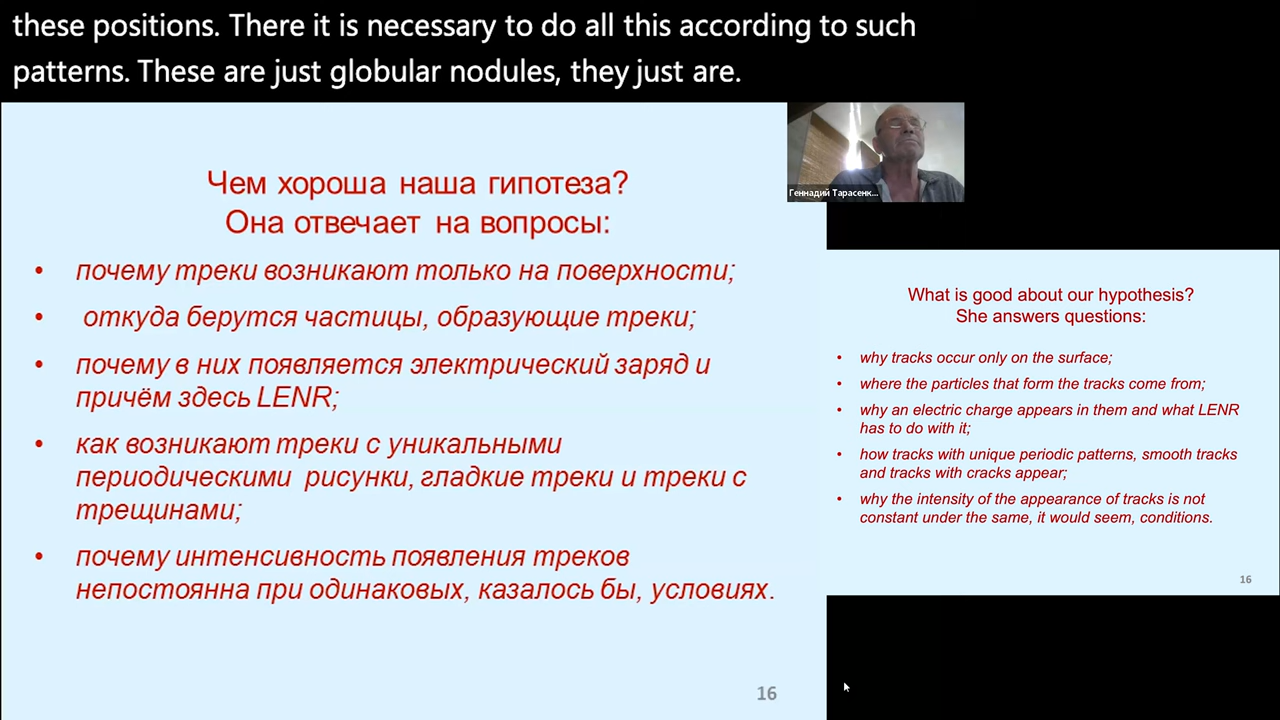 these positions. There it is necessary to do all this according to such
patterns. These are just globular nodules, they just are.
Чем хороша наша гипотеза?
Она отвечает на вопросы:
• почему треки возникают только на поверхности;
• откуда берутся частицы, образующие треки;
• почему в них появляется электрический заряд и
причём здесь LENR;
• как возникают треки с уникальными
периодическими рисунки, гладкие треки и треки с
трещинами;
• почему интенсивность появления треков
непостоянна при одинаковых, казалось бы, условиях.
16
Геннадий Тарасенк...
What is good about our hypothesis?
She answers questions:
• why tracks occur only on the surface;
• where the particles that form the tracks come from;
• why an electric charge appears in them and what LENR
has to do with it;
• how tracks with unique periodic patterns, smooth tracks
and tracks with cracks appear;
• why the intensity of the appearance of tracks is not
constant under the same, it would seem, conditions.
16